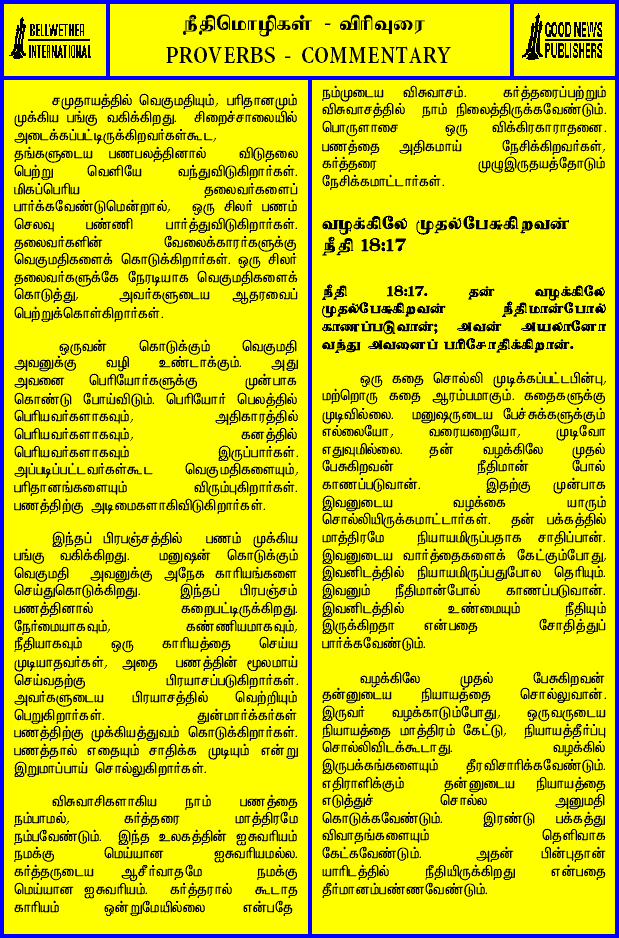 BELLWETHER
INTERNATIONAL
நீதிமொழிகள் - விரிவுரை
PROVERBS - COMMENTARY
GOOD NEWS
PUBLISHERS
சமுதாயத்தில் வெகுமதியும், பரிதானமும்
முக்கிய பங்கு வகிக்கிறது. சிறைச்சாலையில்
அடைக்கப்பட்டிருக்கிறவர்கள்கூட,
தங்களுடைய பணபலத்தினால் விடுதலை
பெற்று வெளியே வந்துவிடுகிறார்கள்.
மிகப்பெரிய தலைவர்களைப்
பார்க்கவேண்டுமென்றால், ஒரு சிலர் பணம்
செலவு பண்ணி பார்த்துவிடுகிறார்கள்.
தலைவர்களின் வேலைக்காரர்களுக்கு
வெகுமதிகளைக் கொடுக்கிறார்கள். ஒரு சிலர்
தலைவர்களுக்கே நேரடியாக வெகுமதிகளைக்
கொடுத்து, அவர்களுடைய ஆதரவைப்
பெற்றுக்கொள்கிறார்கள்.
ஒருவன் கொடுக்கும் வெகுமதி
அவனுக்கு வழி உண்டாக்கும். அது
அவனை பெரியோர்களுக்கு முன்பாக
கொண்டு போய்விடும். பெரியோர் பெலத்தில்
பெரியவர்களாகவும், அதிகாரத்தில்
பெரியவர்களாகவும், கனத்தில்
பெரியவர்களாகவும் இருப்பார்கள்.
அப்படிப்பட்டவர்கள்கூட வெகுமதிகளையும்,
பரிதானங்களையும் விரும்புகிறார்கள்.
பணத்திற்கு அடிமைகளாகிவிடுகிறார்கள்.
இந்தப் பிரபஞ்சத்தில் பணம் முக்கிய
பங்கு வகிக்கிறது. மனுஷன் கொடுக்கும்
வெகுமதி அவனுக்கு அநேக காரியங்களை
செய்துகொடுக்கிறது. இந்தப் பிரபஞ்சம்
பணத்தினால் கறைபட்டிருக்கிறது.
நேர்மையாகவும், கண்ணியமாகவும்,
நீதியாகவும் ஒரு காரியத்தை செய்ய
முடியாதவர்கள், அதை பணத்தின் மூலமாய்
செய்வதற்கு பிரயாசப்படுகிறார்கள்.
அவர்களுடைய பிரயாசத்தில் வெற்றியும்
பெறுகிறார்கள். துன்மார்க்கர்கள்
பணத்திற்கு முக்கியத்துவம் கொடுக்கிறார்கள்.
பணத்தால் எதையும் சாதிக்க முடியும் என்று
இறுமாப்பாய் சொல்லுகிறார்கள்.
விசுவாசிகளாகிய நாம் பணத்தை
நம்பாமல், கர்த்தரை மாத்திரமே
நம்பவேண்டும். இந்த உலகத்தின் ஐசுவரியம்
நமக்கு மெய்யான ஐசுவரியமல்ல.
கர்த்தருடைய ஆசீர்வாதமே நமக்கு
மெய்யான ஐசுவரியம். கர்த்தரால் கூடாத
காரியம் ஒன்றுமேயில்லை என்பதே
நம்முடைய விசுவாசம். கர்த்தரைப்பற்றும்
விசுவாசத்தில் நாம் நிலைத்திருக்கவேண்டும்.
பொருளாசை ஒரு விக்கிரகாராதனை.
பணத்தை அதிகமாய் நேசிக்கிறவர்கள்,
கர்த்தரை முழுஇருதயத்தோடும்
நேசிக்கமாட்டார்கள்.
வழக்கிலே முதல்பேசுகிறவன்
நீதி 18:17
நீதி 18:17. தன் வழக்கிலே
முதல்பேசுகிறவன் நீதிமான்போல்
காணப்படுவான்; அவன் அயலானோ
வந்து அவனைப் பரிசோதிக்கிறான்.
ஒரு கதை சொல்லி முடிக்கப்பட்டபின்பு,
மற்றொரு கதை ஆரம்பமாகும். கதைகளுக்கு
முடிவில்லை. மனுஷருடைய பேச்சுக்களுக்கும்
எல்லையோ, வரையறையோ, முடிவோ
எதுவுமில்லை. தன் வழக்கிலே முதல்
பேசுகிறவன் நீதிமான் போல்
காணப்படுவான். இதற்கு முன்பாக
இவனுடைய வழக்கை யாரும்
சொல்லியிருக்கமாட்டார்கள். தன் பக்கத்தில்
மாத்திரமே நியாயமிருப்பதாக சாதிப்பான்.
இவனுடைய வார்த்தைகளைக் கேட்கும்போது,
இவனிடத்தில் நியாயமிருப்பதுபோல தெரியும்.
இவனும் நீதிமான்போல் காணப்படுவான்.
இவனிடத்தில் உண்மையும் நீதியும்
இருக்கிறதா என்பதை சோதித்துப்
பார்க்கவேண்டும்.
வழக்கிலே முதல் பேசுகிறவன்
தன்னுடைய நியாயத்தை சொல்லுவான்.
இருவர் வழக்காடும்போது, ஒருவருடைய
நியாயத்தை மாத்திரம் கேட்டு, நியாயத்தீர்ப்பு
சொல்லிவிடக்கூடாது. வழக்கில்
இருபக்கங்களையும் தீரவிசாரிக்கவேண்டும்.
எதிராளிக்கும் தன்னுடைய நியாயத்தை
எடுத்துச் சொல்ல அனுமதி
கொடுக்கவேண்டும். இரண்டு பக்கத்து
விவாதங்களையும் தெளிவாக
கேட்கவேண்டும். அதன் பின்புதான்
யாரிடத்தில் நீதியிருக்கிறது என்பதை
தீர்மானம்பண்ணவேண்டும்.